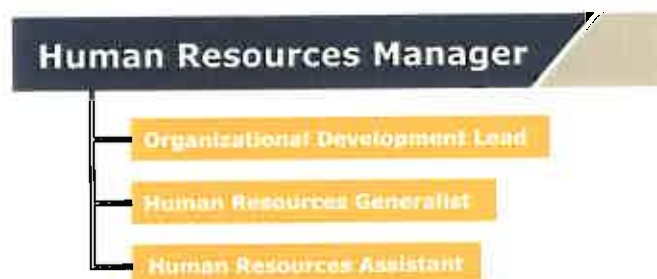 Human Resources Manager
Organizational Development Lead
Human Resources Generalist
Human Resources Assistant